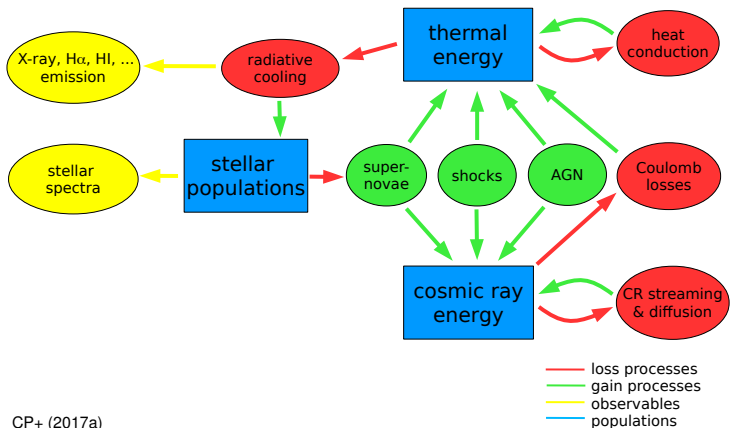 thermal
energy
heat
conduction
X-ray, Hα, HI, ...
emission
radiative
cooling
stellar
spectra
stellar
populations
super-
novae
shocks
AGN
Coulomb
losses
cosmic ray
energy
CR streaming
& diffusion
loss processes
gain processes
observables
populations
CP+ (2017a)